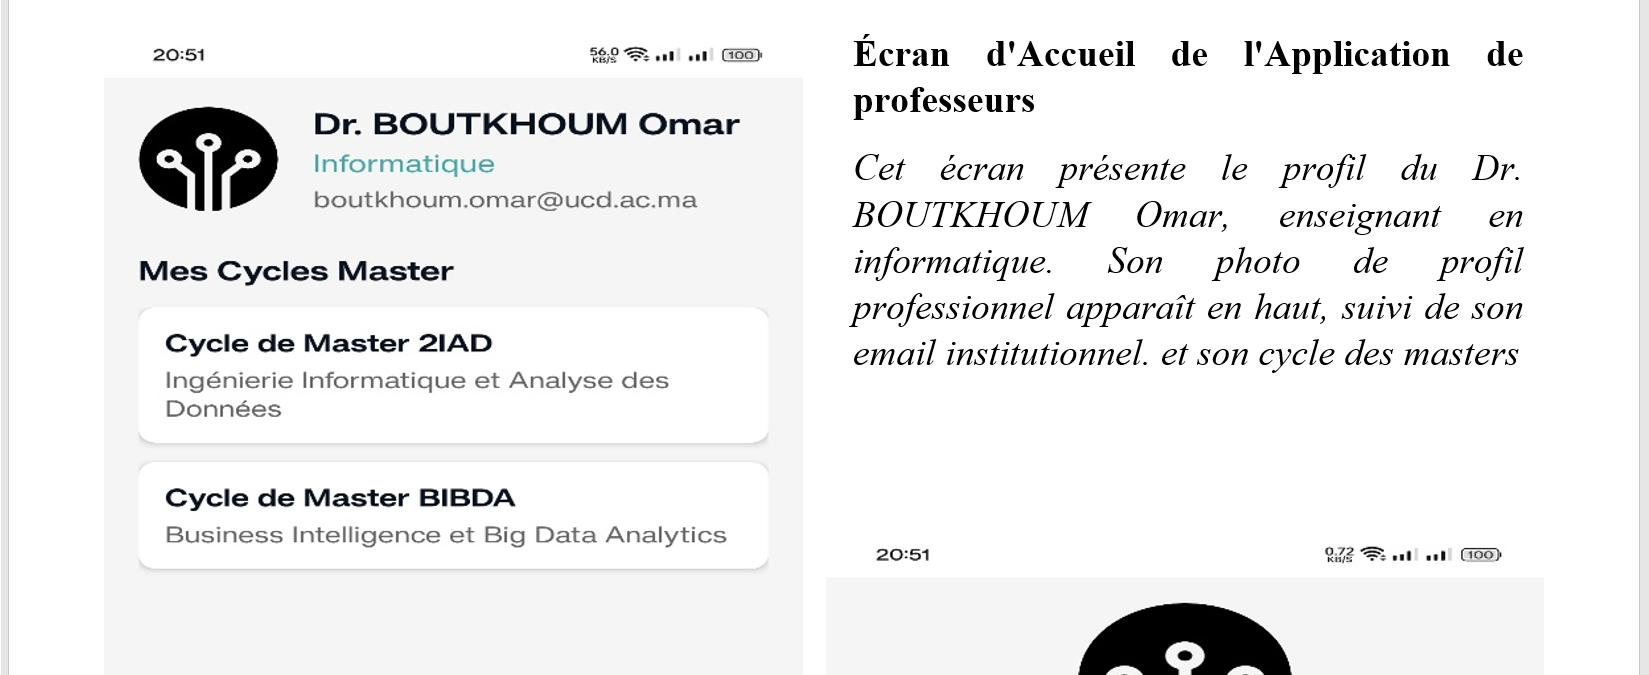 20:51
56.0
KB/S
100
Dr. BOUTKHOUM Omar
Informatique
boutkhoum.omar@ucd.ac.ma
Mes Cycles Master
Cycle de Master 2IAD
Ingénierie Informatique et Analyse des
Données
Cycle de Master BIBDA
Business Intelligence et Big Data Analytics
Écran d'Accueil de l'Application de
professeurs
Cet écran présente le profil du Dr.
BOUTKHOUM Omar, enseignant en
informatique. Son photo de profil
professionnel apparaît en haut, suivi de son
email institutionnel. et son cycle des masters
20:51
0.72
KB/S
100